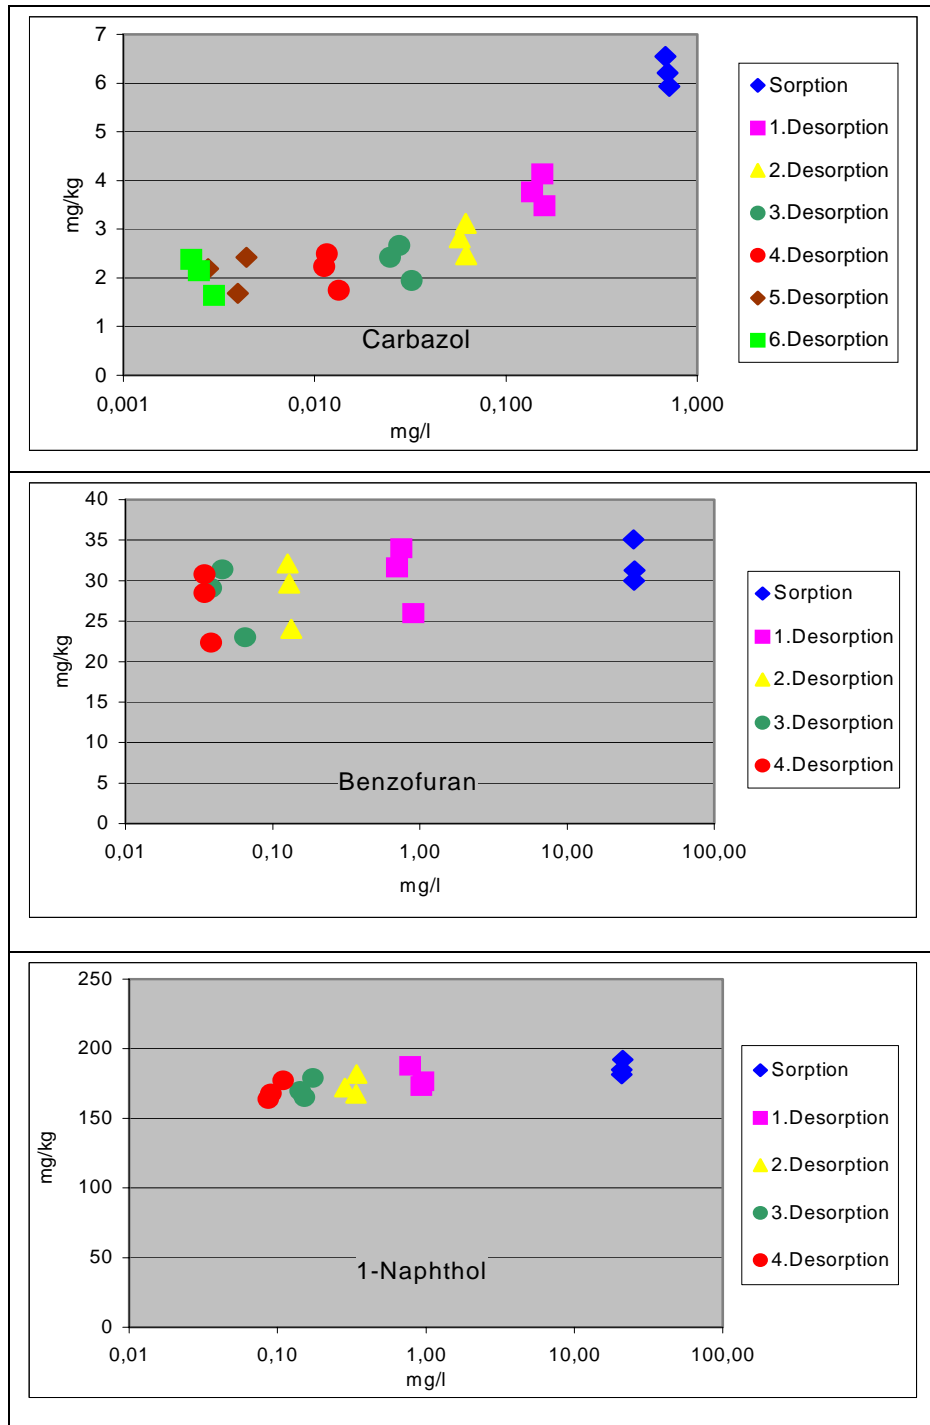 7
6
5
4
3
2
1
0
mg/kg
Carbazol
0,001 0,010 0,100 1,000
mg/l
Sorption
1.Desorption
2.Desorption
3.Desorption
4.Desorption
5.Desorption
6.Desorption
40
35
30
25
20
15
10
5
0
mg/kg
Benzofuran
0,01 0,10 1,00 10,00 100,00
mg/l
Sorption
1.Desorption
2.Desorption
3.Desorption
4.Desorption
250
200
150
100
50
0
mg/kg
1-Naphthol
0,01 0,10 1,00 10,00 100,00
mg/l
Sorption
1.Desorption
2.Desorption
3.Desorption
4.Desorption